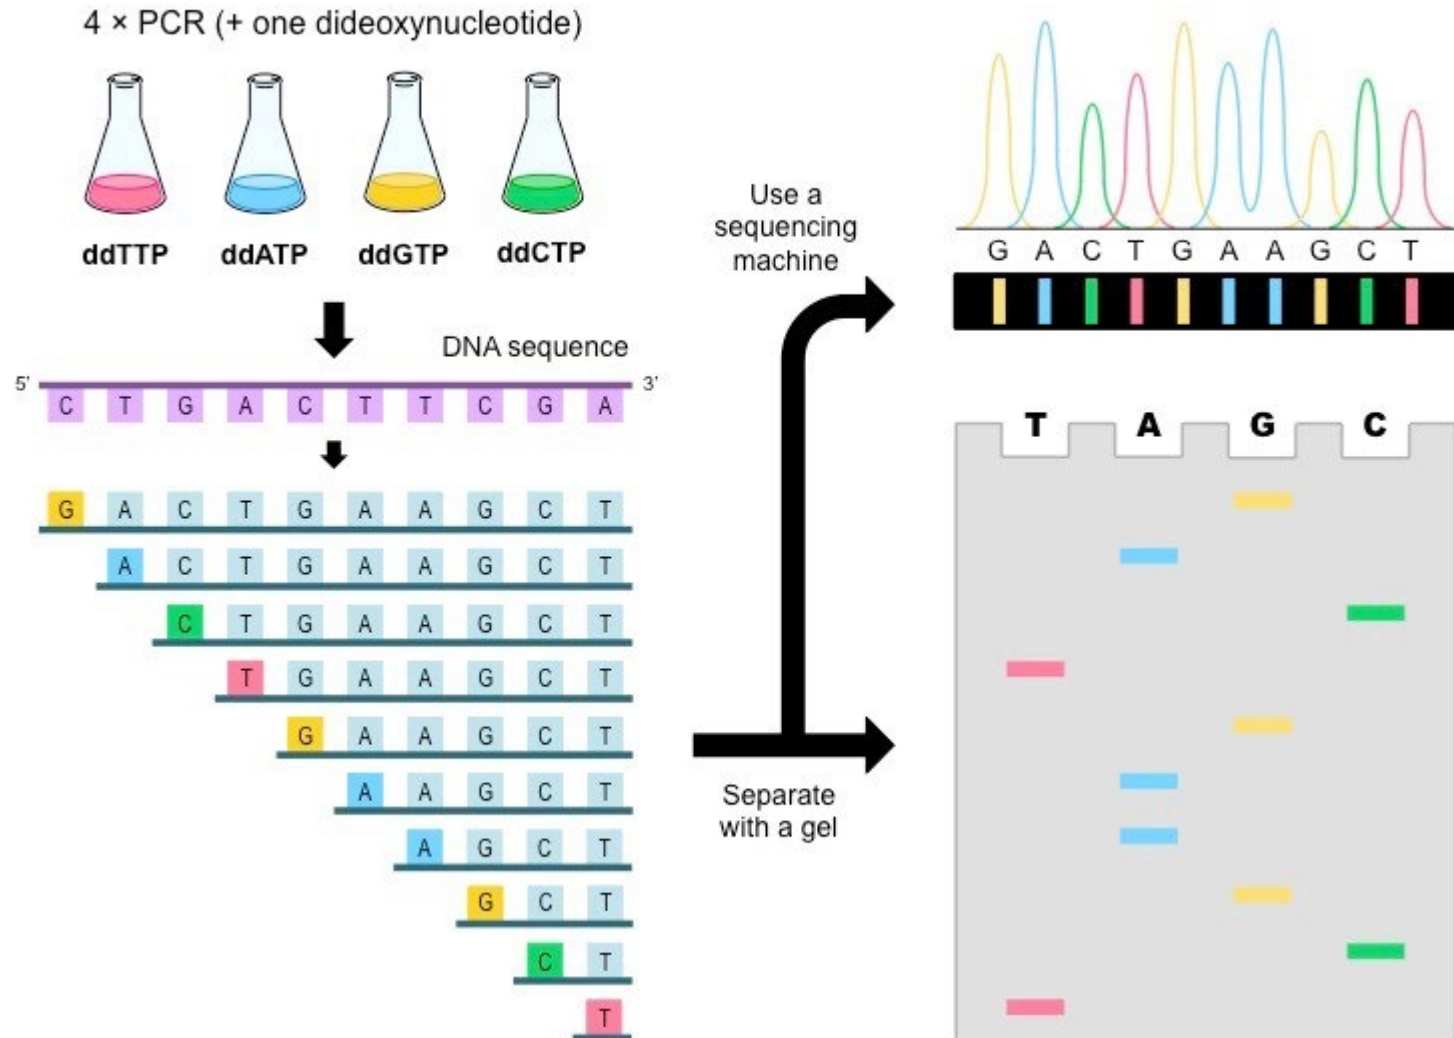 4 × PCR (+ one dideoxynucleotide)
ddTTP ddATP ddGTP ddCTP
DNA sequence
5' 3'
C T G A C T T C G A
G A C T G A A G C T
A C T G A A G C T
C T G A A G C T
T G A A G C T
G A A G C T
A A G C T
A G C T
G C T
C T
T
Use a
sequencing
machine
Separate
with a gel
G A C T G A A G C T
T A G C